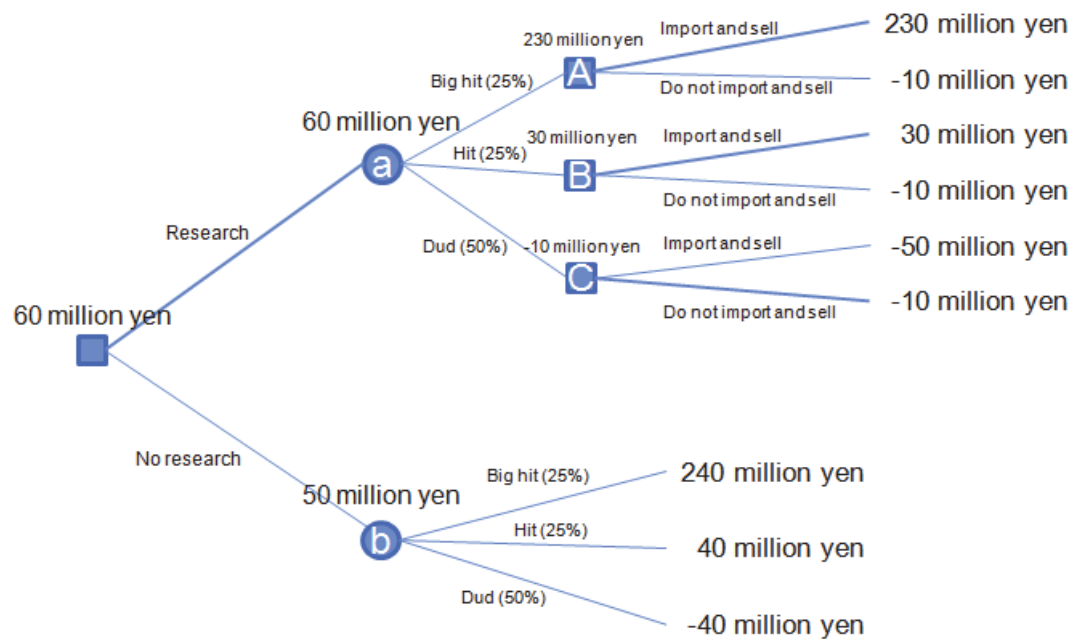 230 million yen
Import and sell
230 million yen
A
Big hit (25%)
Do not import and sell
-10 million yen
60 million yen
a
Hit (25%)
30 million yen
B
Import and sell
30 million yen
Do not import and sell
-10 million yen
Research
Dud (50%)
-10 million yen
C
Import and sell
-50 million yen
Do not import and sell
-10 million yen
60 million yen
No research
50 million yen
b
Big hit (25%)
240 million yen
Hit (25%)
40 million yen
Dud (50%)
-40 million yen